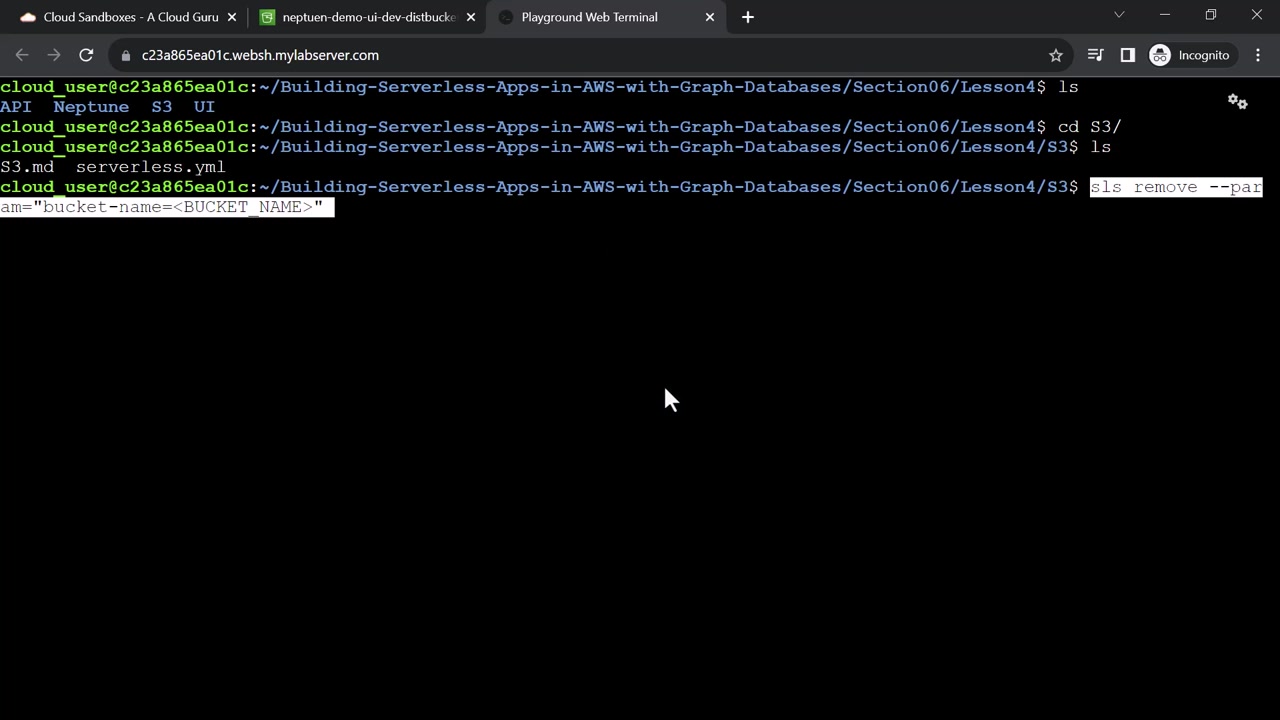 Cloud Sandboxes - A Cloud Guru
neptuen-demo-ui-dev-distbucke
Playground Web Terminal
c23a865ea01c.websh.mylabserver.com
Incognito
cloud_user@c23a865ea01c:~/Building-Serverless-Apps-in-AWS-with-Graph-Databases/Section06/Lesson4$ ls
API Neptune S3 UI
cloud_user@c23a865ea01c:~/Building-Serverless-Apps-in-AWS-with-Graph-Databases/Section06/Lesson4$ cd S3/
cloud_user@c23a865ea01c:~/Building-Serverless-Apps-in-AWS-with-Graph-Databases/Section06/Lesson4/S3$ ls
S3.md serverless.yml
cloud_user@c23a865ea01c:~/Building-Serverless-Apps-in-AWS-with-Graph-Databases/Section06/Lesson4/S3$ sls remove --par
am="bucket-name=<BUCKET_NAME>"